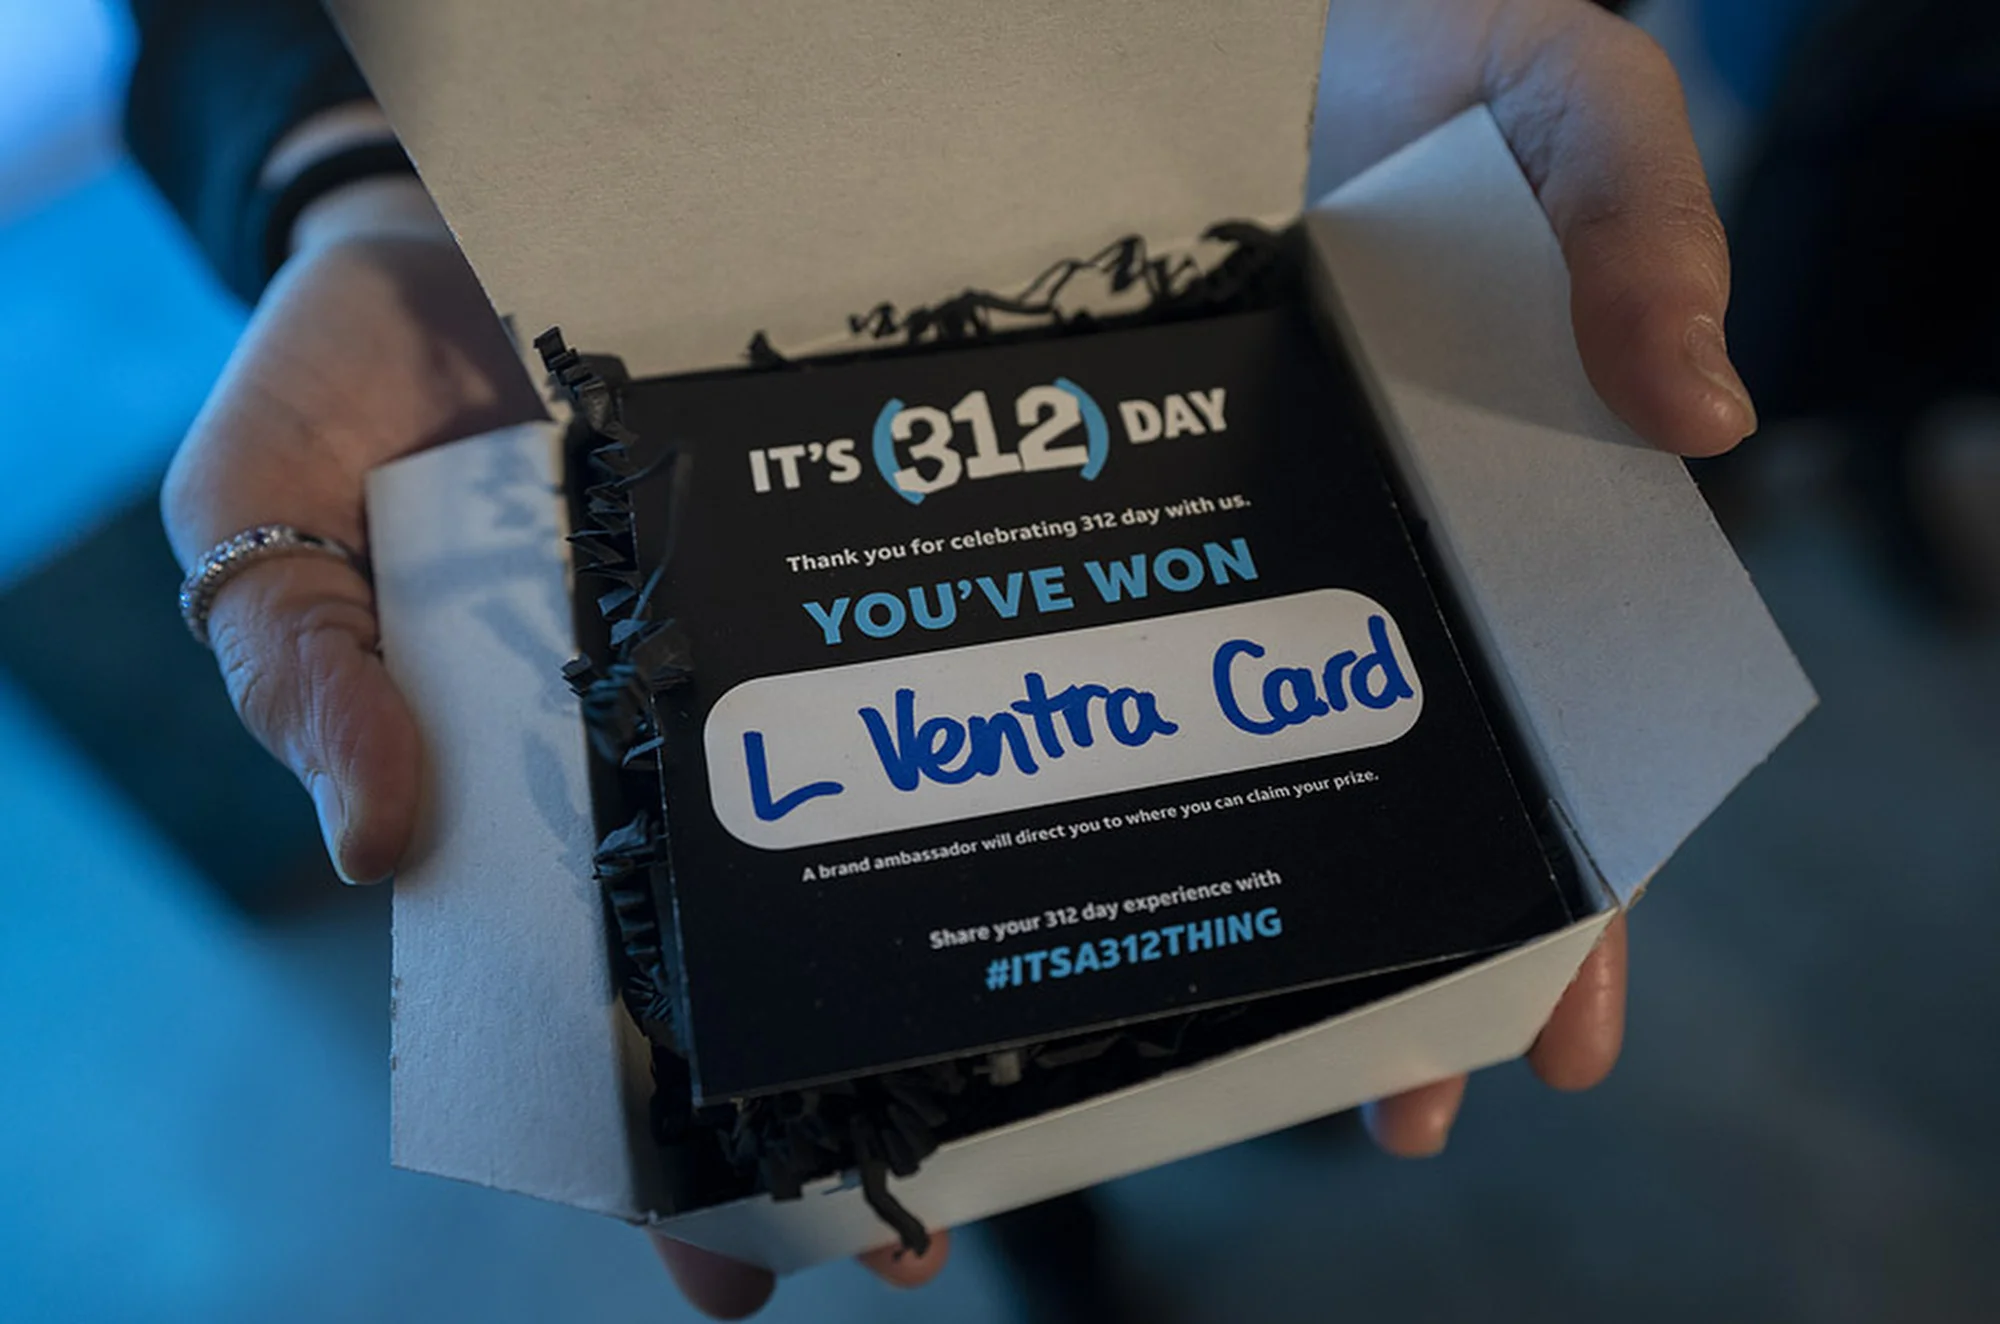 IT'S (312) DAY
Thank you for celebrating 312 day with us.
YOU'VE WON
L Ventra Card
A brand ambassador will direct you to where you can claim your prize.
Share your 312 day experience with
#ITSA312THING